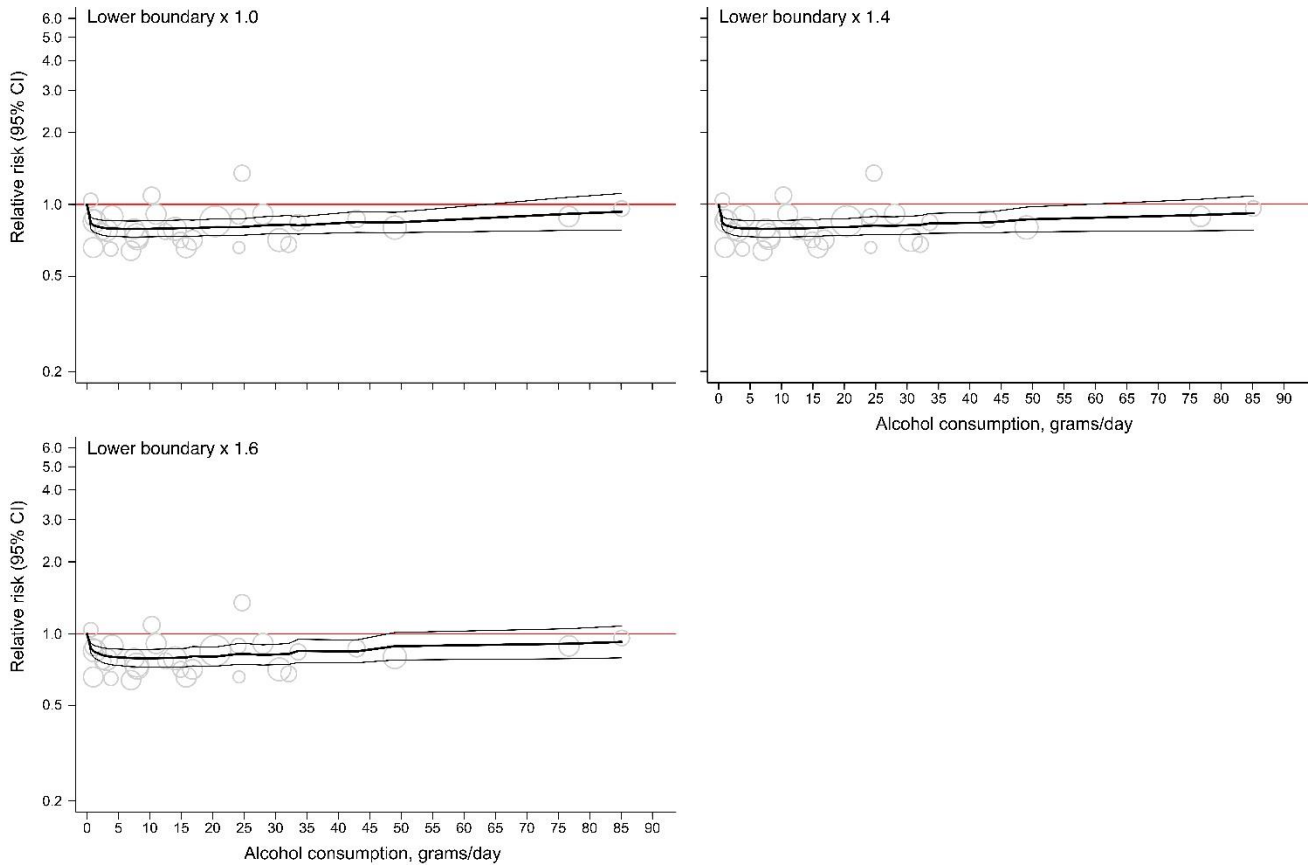 Lower boundary x 1.0
6.0
5.0
4.0
3.0
2.0
1.0
0.5
0.2
Relative risk (95% CI)
Lower boundary x 1.4
0 5 10 15 20 25 30 35 40 45 50 55 60 65 70 75 80 85 90
Alcohol consumption, grams/day
Lower boundary x 1.6
6.0
5.0
4.0
3.0
2.0
1.0
0.5
0.2
Relative risk (95% CI)
0 5 10 15 20 25 30 35 40 45 50 55 60 65 70 75 80 85 90
Alcohol consumption, grams/day